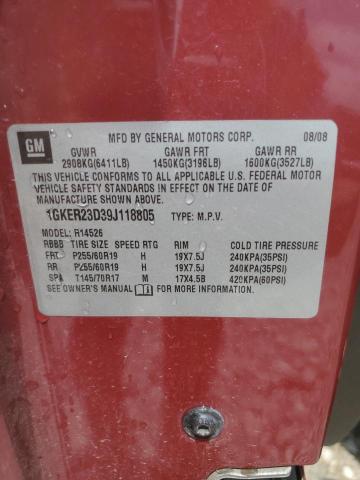 GM
MFD BY GENERAL MOTORS CORP. 08/08
GVWR GAWR FRT GAWR RR
2908KG(6411LB) 1450KG(3196LB) 1600KG(3527LB)
THIS VEHICLE CONFORMS TO ALL APPLICABLE U.S. FEDERAL MOTOR
VEHICLE SAFETY STANDARDS IN EFFECT ON THE DATE OF
MANUFACTURE SHOWN ABOVE.
1GKER23D39J118805 TYPE: M.P.V.
MODEL: R14526
RBBB TIRE SIZE SPEED RTG RIM COLD TIRE PRESSURE
FRT P255/60R19 H 19X7.5J 240KPA(35PSI)
RR P255/60R19 H 19X7.5J 240KPA(35PSI)
SPA T145/70R17 M 17X4.5B 420KPA(60PSI)
SEE OWNER'S MANUAL FOR MORE INFORMATION